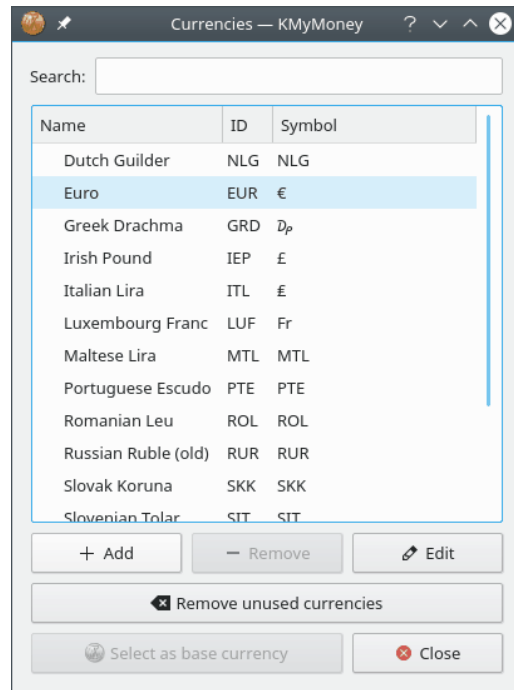 Currencies — KMyMoney
Search:
Name ID Symbol
Dutch Guilder NLG NLG
Euro EUR €
Greek Drachma GRD ₯
Irish Pound IEP £
Italian Lira ITL ₤
Luxembourg Franc LUF Fr
Maltese Lira MTL MTL
Portuguese Escudo PTE PTE
Romanian Leu ROL ROL
Russian Ruble (old) RUR RUR
Slovak Koruna SKK SKK
Slovenian Tolar SIT SIT
+ Add − Remove Edit
Remove unused currencies
Select as base currency Close